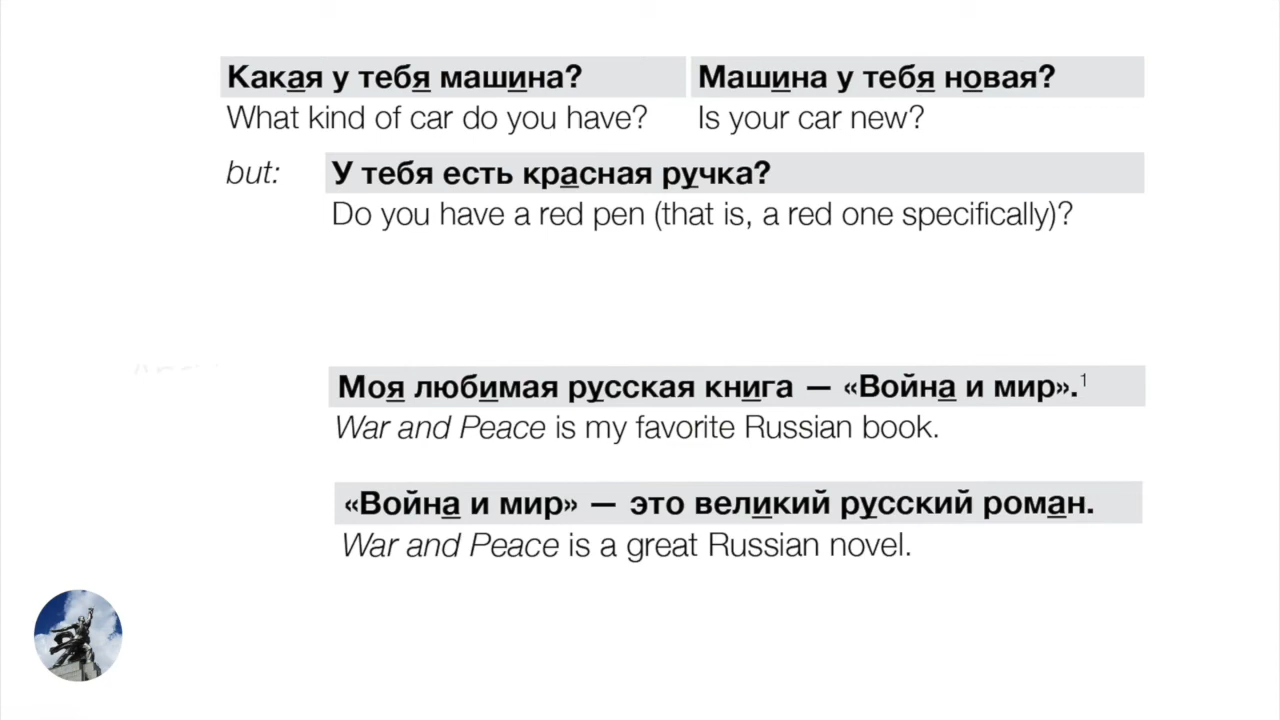 Какая у тебя машина? Машина у тебя новая?
What kind of car do you have? Is your car new?
but: У тебя есть красная ручка?
Do you have a red pen (that is, a red one specifically)?
Моя любимая русская книга — «Война и мир».¹
War and Peace is my favorite Russian book.
«Война и мир» — это великий русский роман.
War and Peace is a great Russian novel.